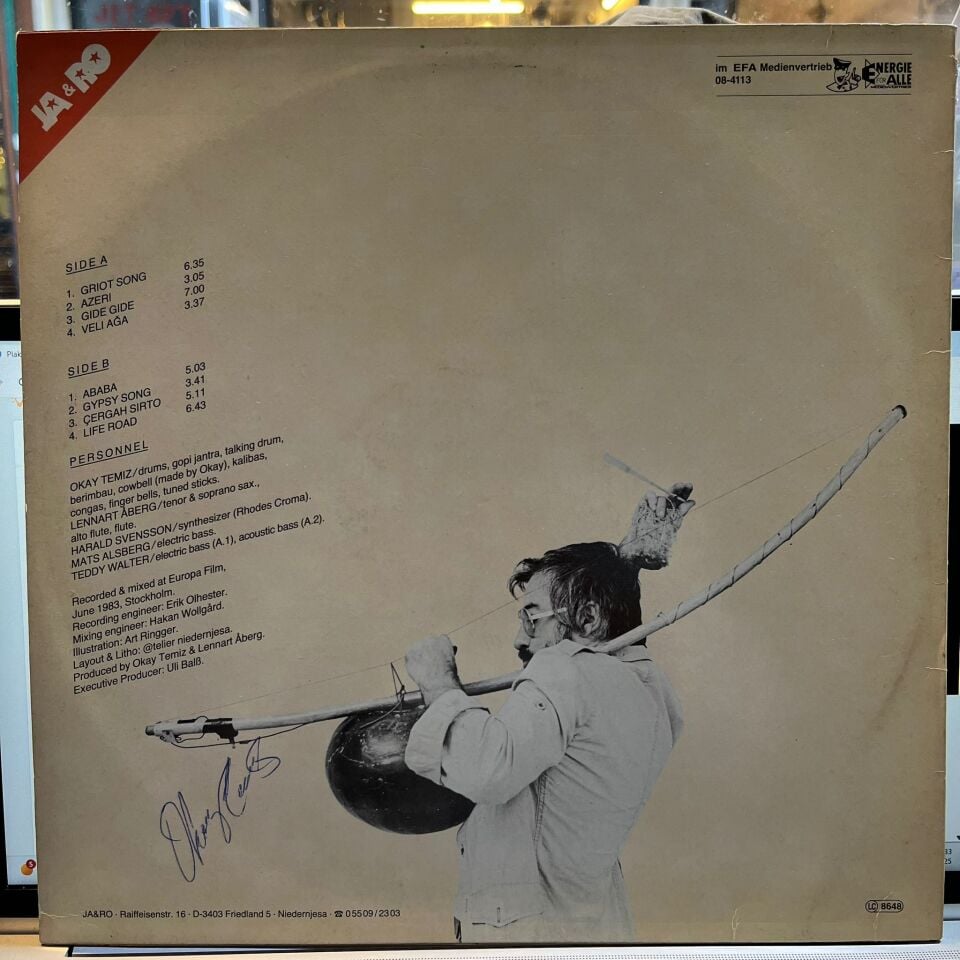 JA&RO
im EFA Medienvertrieb
08-4113
ENERGIE
FÜR ALLE
SIDE A
1. GRIOT SONG 6.35
2. AZERI 3.05
3. GIDE GIDE 7.00
4. VELI AĞA 3.37
SIDE B
1. ABABA 5.03
2. GYPSY SONG 3.41
3. ÇERGAH SIRTO 5.11
4. LIFE ROAD 6.43
PERSONNEL
OKAY TEMIZ/drums, gopi jantra, talking drum,
berimbau, cowbell (made by Okay), kalibas,
congas, finger bells, tuned sticks.
LENNART ÅBERG/tenor & soprano sax.,
alto flute, flute.
HARALD SVENSSON/synthesizer (Rhodes Croma).
MATS ALSBERG/electric bass.
TEDDY WALTER/electric bass (A.1), acoustic bass (A.2).
Recorded & mixed at Europa Film,
June 1983, Stockholm.
Recording engineer: Erik Olhester.
Mixing engineer: Hakan Wollgård.
Illustration: Art Ringger.
Layout & Litho: @telier niedernjesa.
Produced by Okay Temiz & Lennart Åberg.
Executive Producer: Uli Balß.
Okay Temiz
JA&RO · Raiffeisenstr. 16 · D-3403 Friedland 5 · Niedernjesa · ☎ 05509/2303
LC 8648